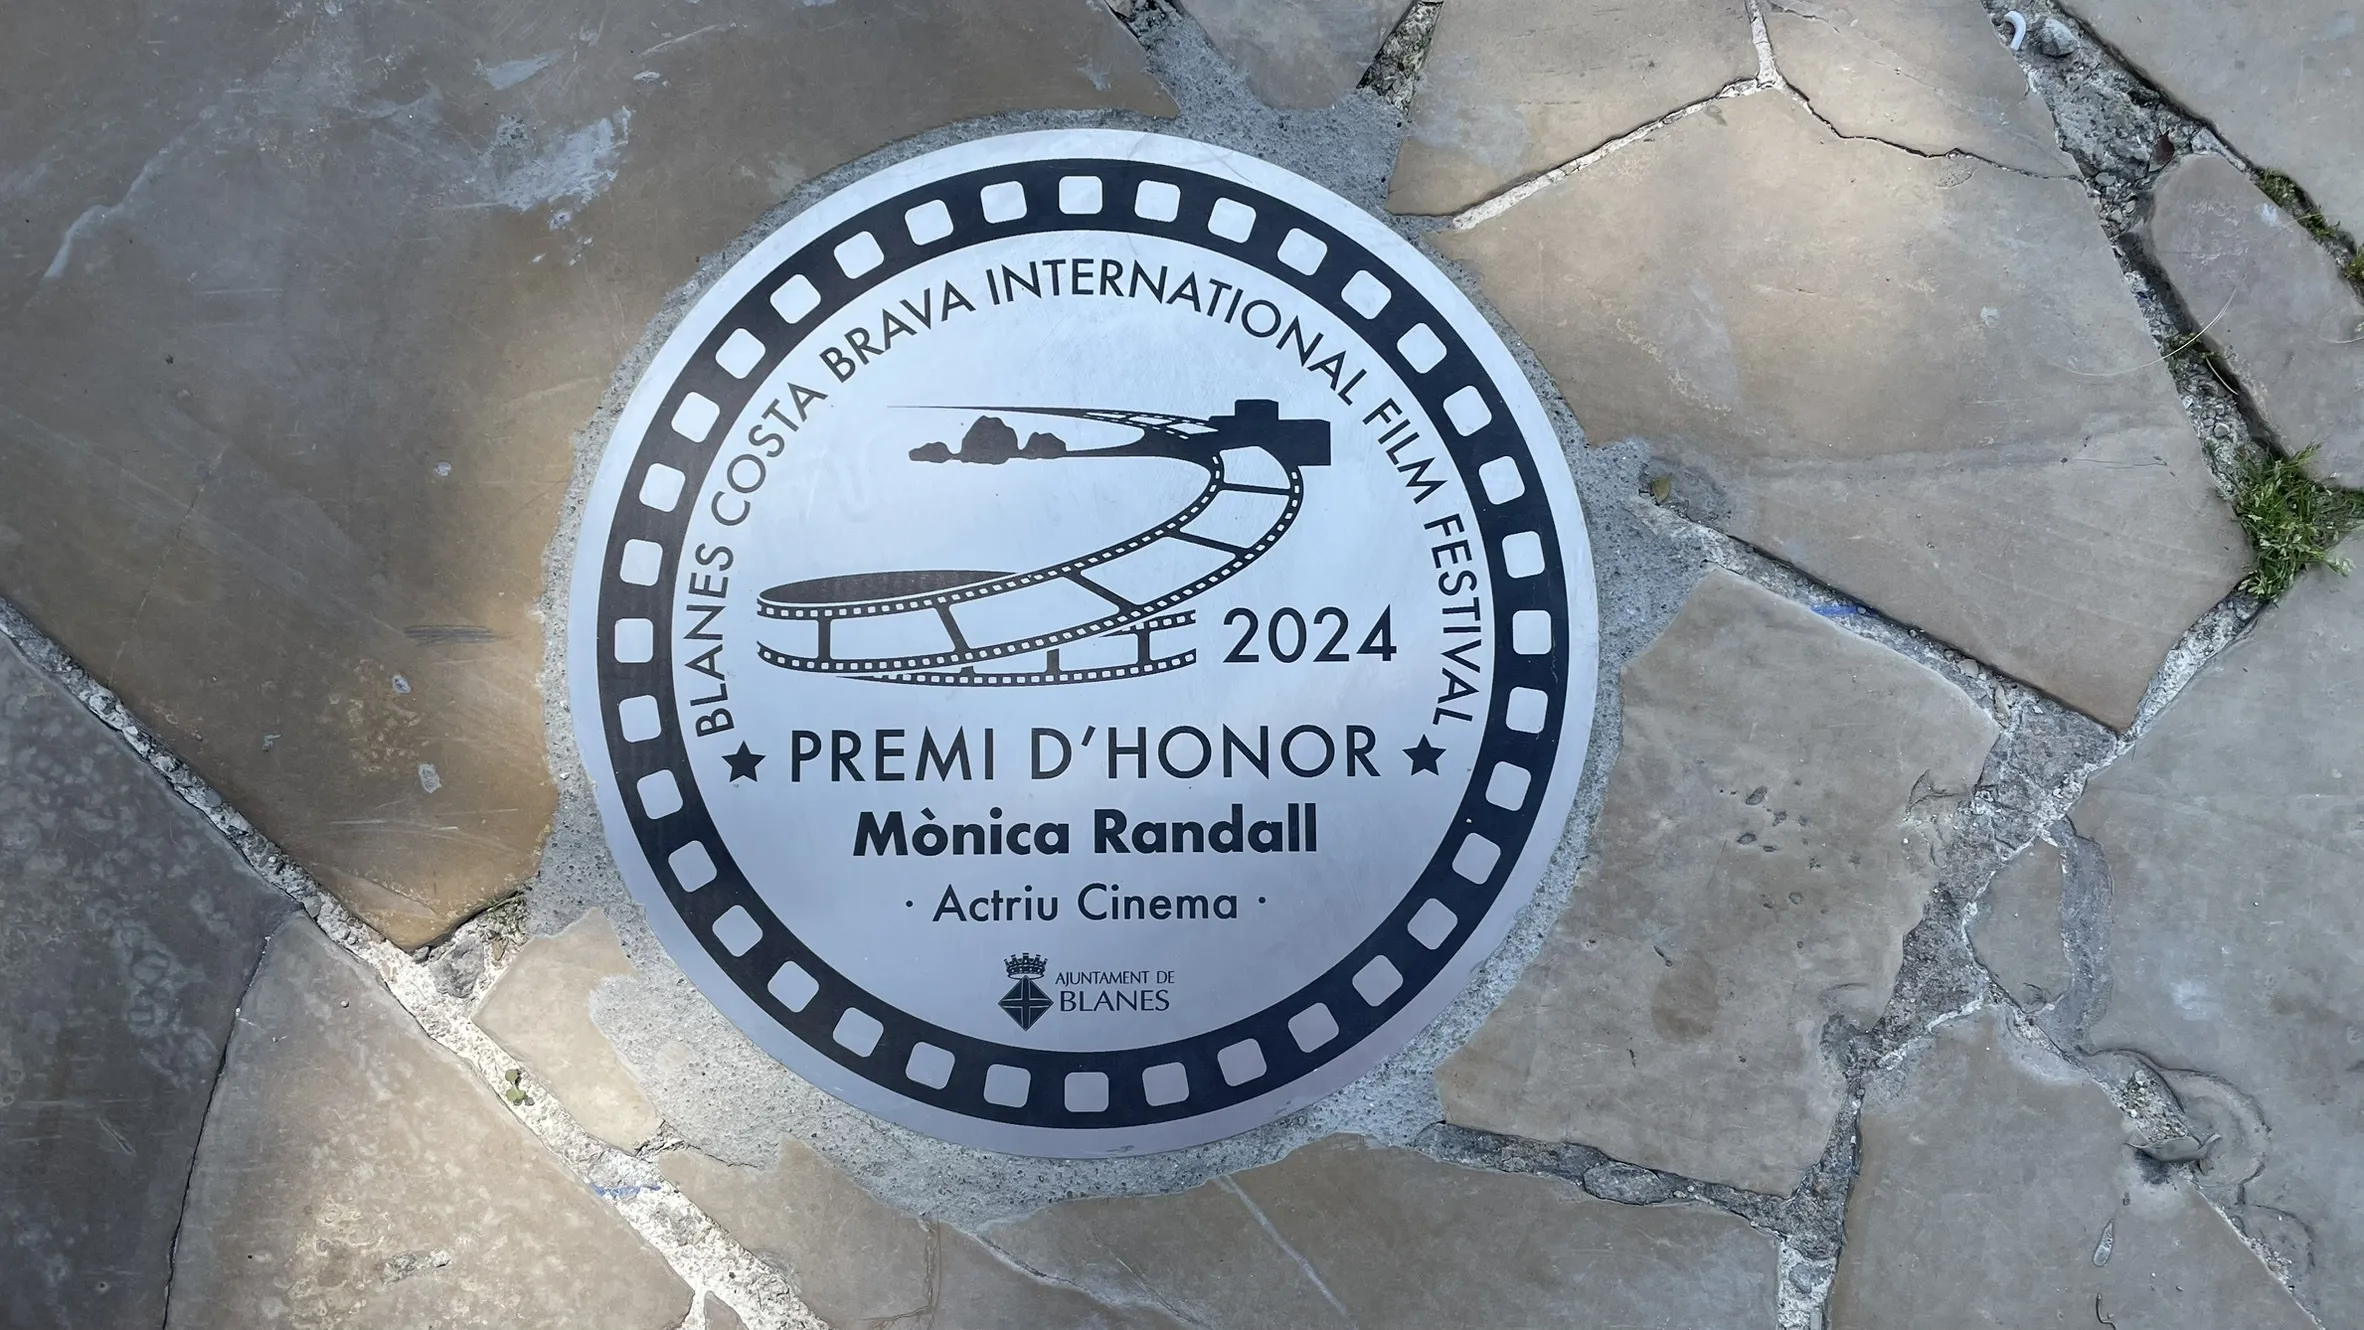 BLANES COSTA BRAVA INTERNATIONAL FILM FESTIVAL
2024
PREMI D'HONOR
Mònica Randall
· Actriu Cinema ·
AJUNTAMENT DE
BLANES